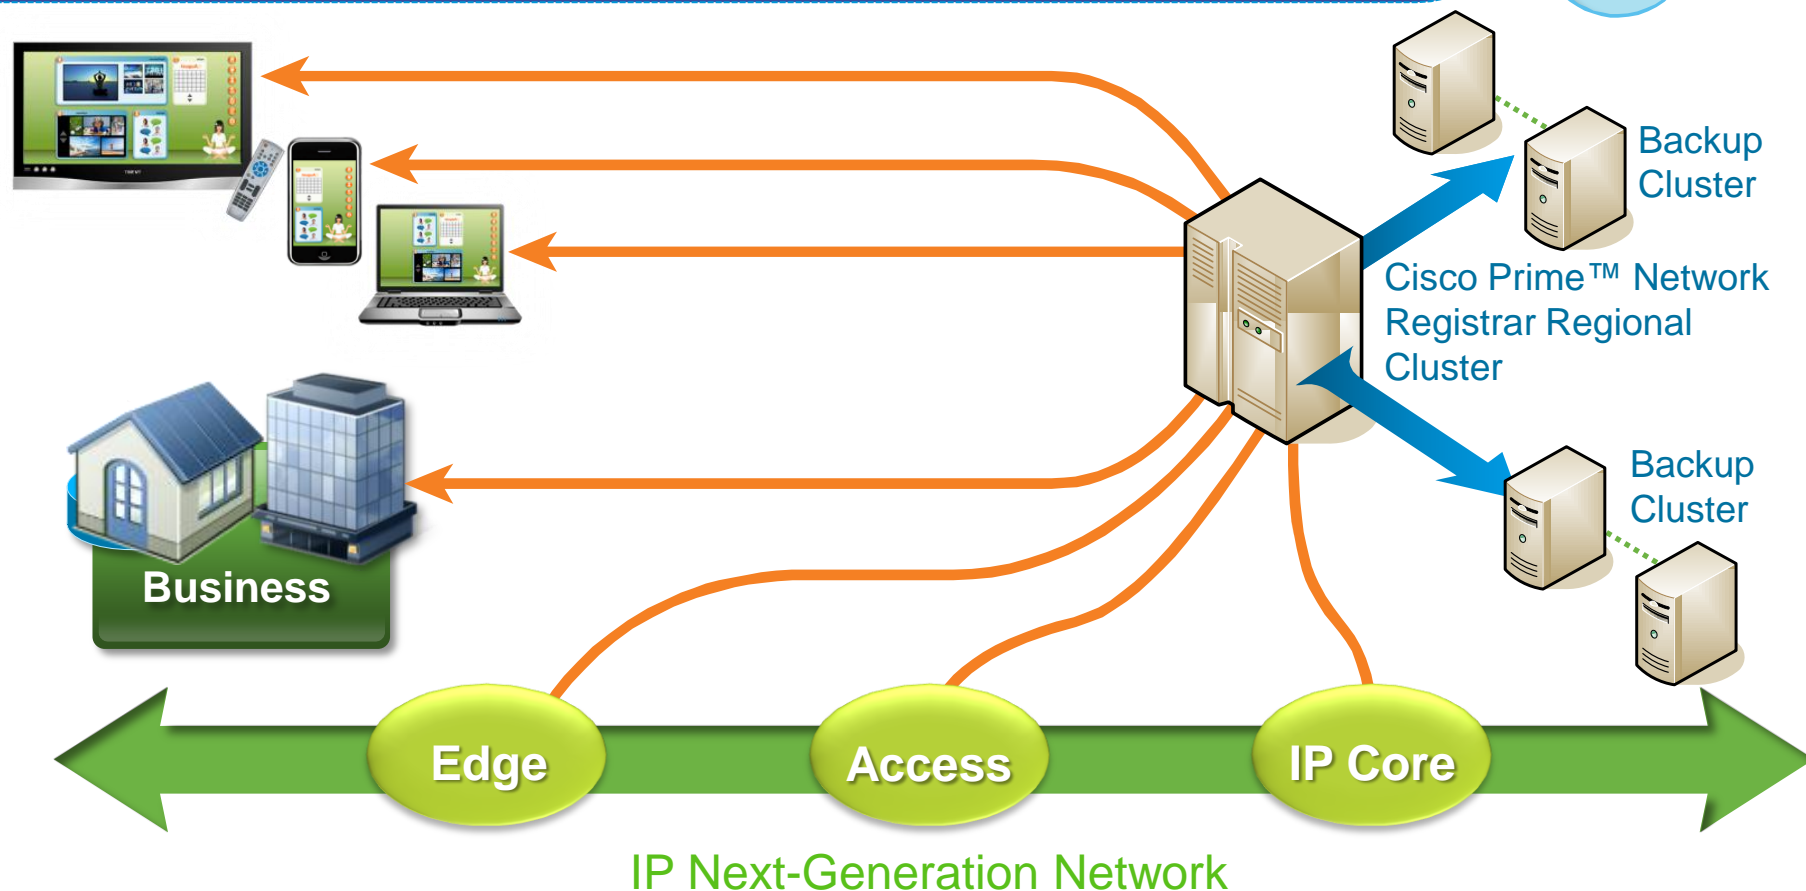 Backup
Cluster
Cisco Prime™ Network
Registrar Regional
Cluster
Backup
Cluster
Business
Edge
Access
IP Core
IP Next-Generation Network